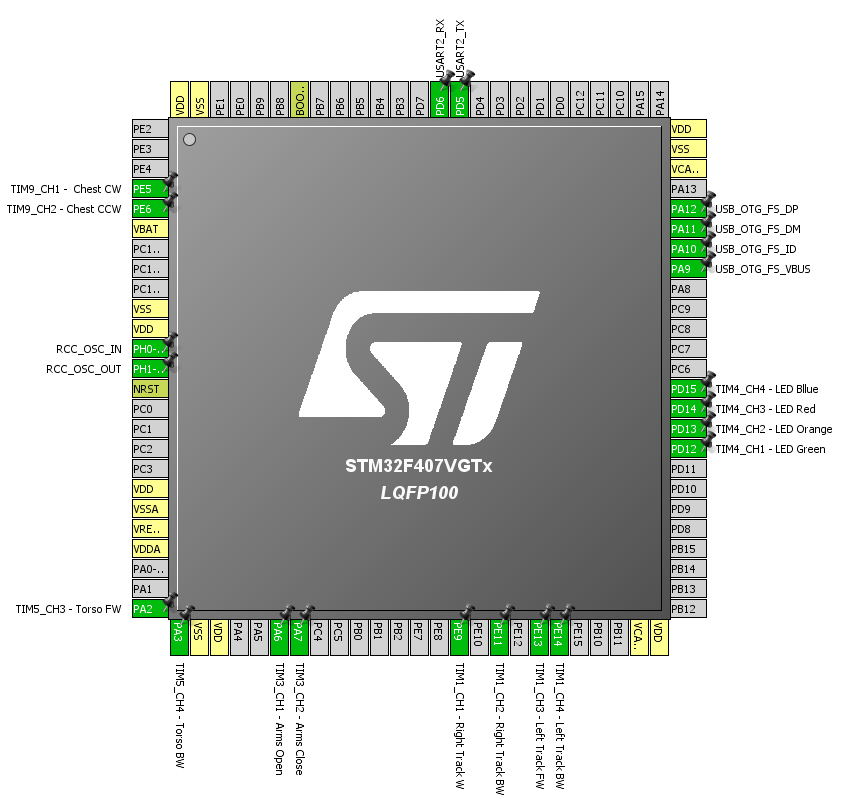 USART2_RX
USART2_TX
VDD
VSS
PE1
PE0
PB9
PB8
BOO..
PB7
PB6
PB5
PB4
PB3
PD7
PD6
PD5
PD4
PD3
PD2
PD1
PD0
PC12
PC11
PC10
PA15
PA14
PE2
PE3
PE4
TIM9_CH1 - Chest CW PE5
TIM9_CH2 - Chest CCW PE6
VBAT
PC1..
PC1..
PC1..
VSS
VDD
RCC_OSC_IN PH0-..
RCC_OSC_OUT PH1-..
NRST
PC0
PC1
PC2
PC3
VDD
VSSA
VRE..
VDDA
PA0-..
PA1
TIM5_CH3 - Torso FW PA2
STM32F407VGTx
LQFP100
VDD
VSS
VCA..
PA13
PA12 USB_OTG_FS_DP
PA11 USB_OTG_FS_DM
PA10 USB_OTG_FS_ID
PA9 USB_OTG_FS_VBUS
PA8
PC9
PC8
PC7
PC6
PD15 TIM4_CH4 - LED Bllue
PD14 TIM4_CH3 - LED Red
PD13 TIM4_CH2 - LED Orange
PD12 TIM4_CH1 - LED Green
PD11
PD10
PD9
PD8
PB15
PB14
PB13
PB12
PA3
VSS
VDD
PA4
PA5
PA6
PA7
PC4
PC5
PB0
PB1
PB2
PE7
PE8
PE9
PE10
PE11
PE12
PE13
PE14
PE15
PB10
PB11
VCA..
VDD
TIM5_CH4 - Torso BW
TIM3_CH1 - Arms Open
TIM3_CH2 - Arms Close
TIM1_CH1 - Right Track W
TIM1_CH2 - Right Track BW
TIM1_CH3 - Left Track FW
TIM1_CH4 - Left Track BW